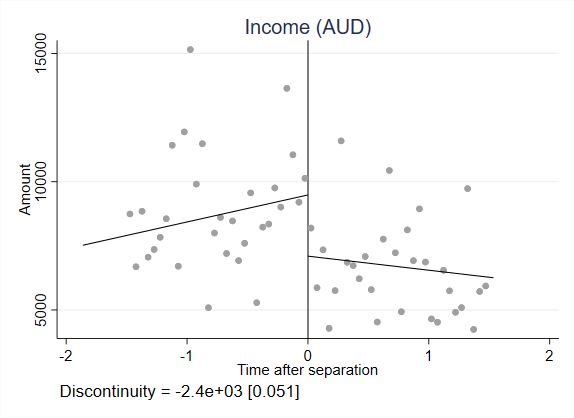 Income (AUD)
15000
10000
5000
Amount
-2 -1 0 1 2
Time after separation
Discontinuity = -2.4e+03 [0.051]